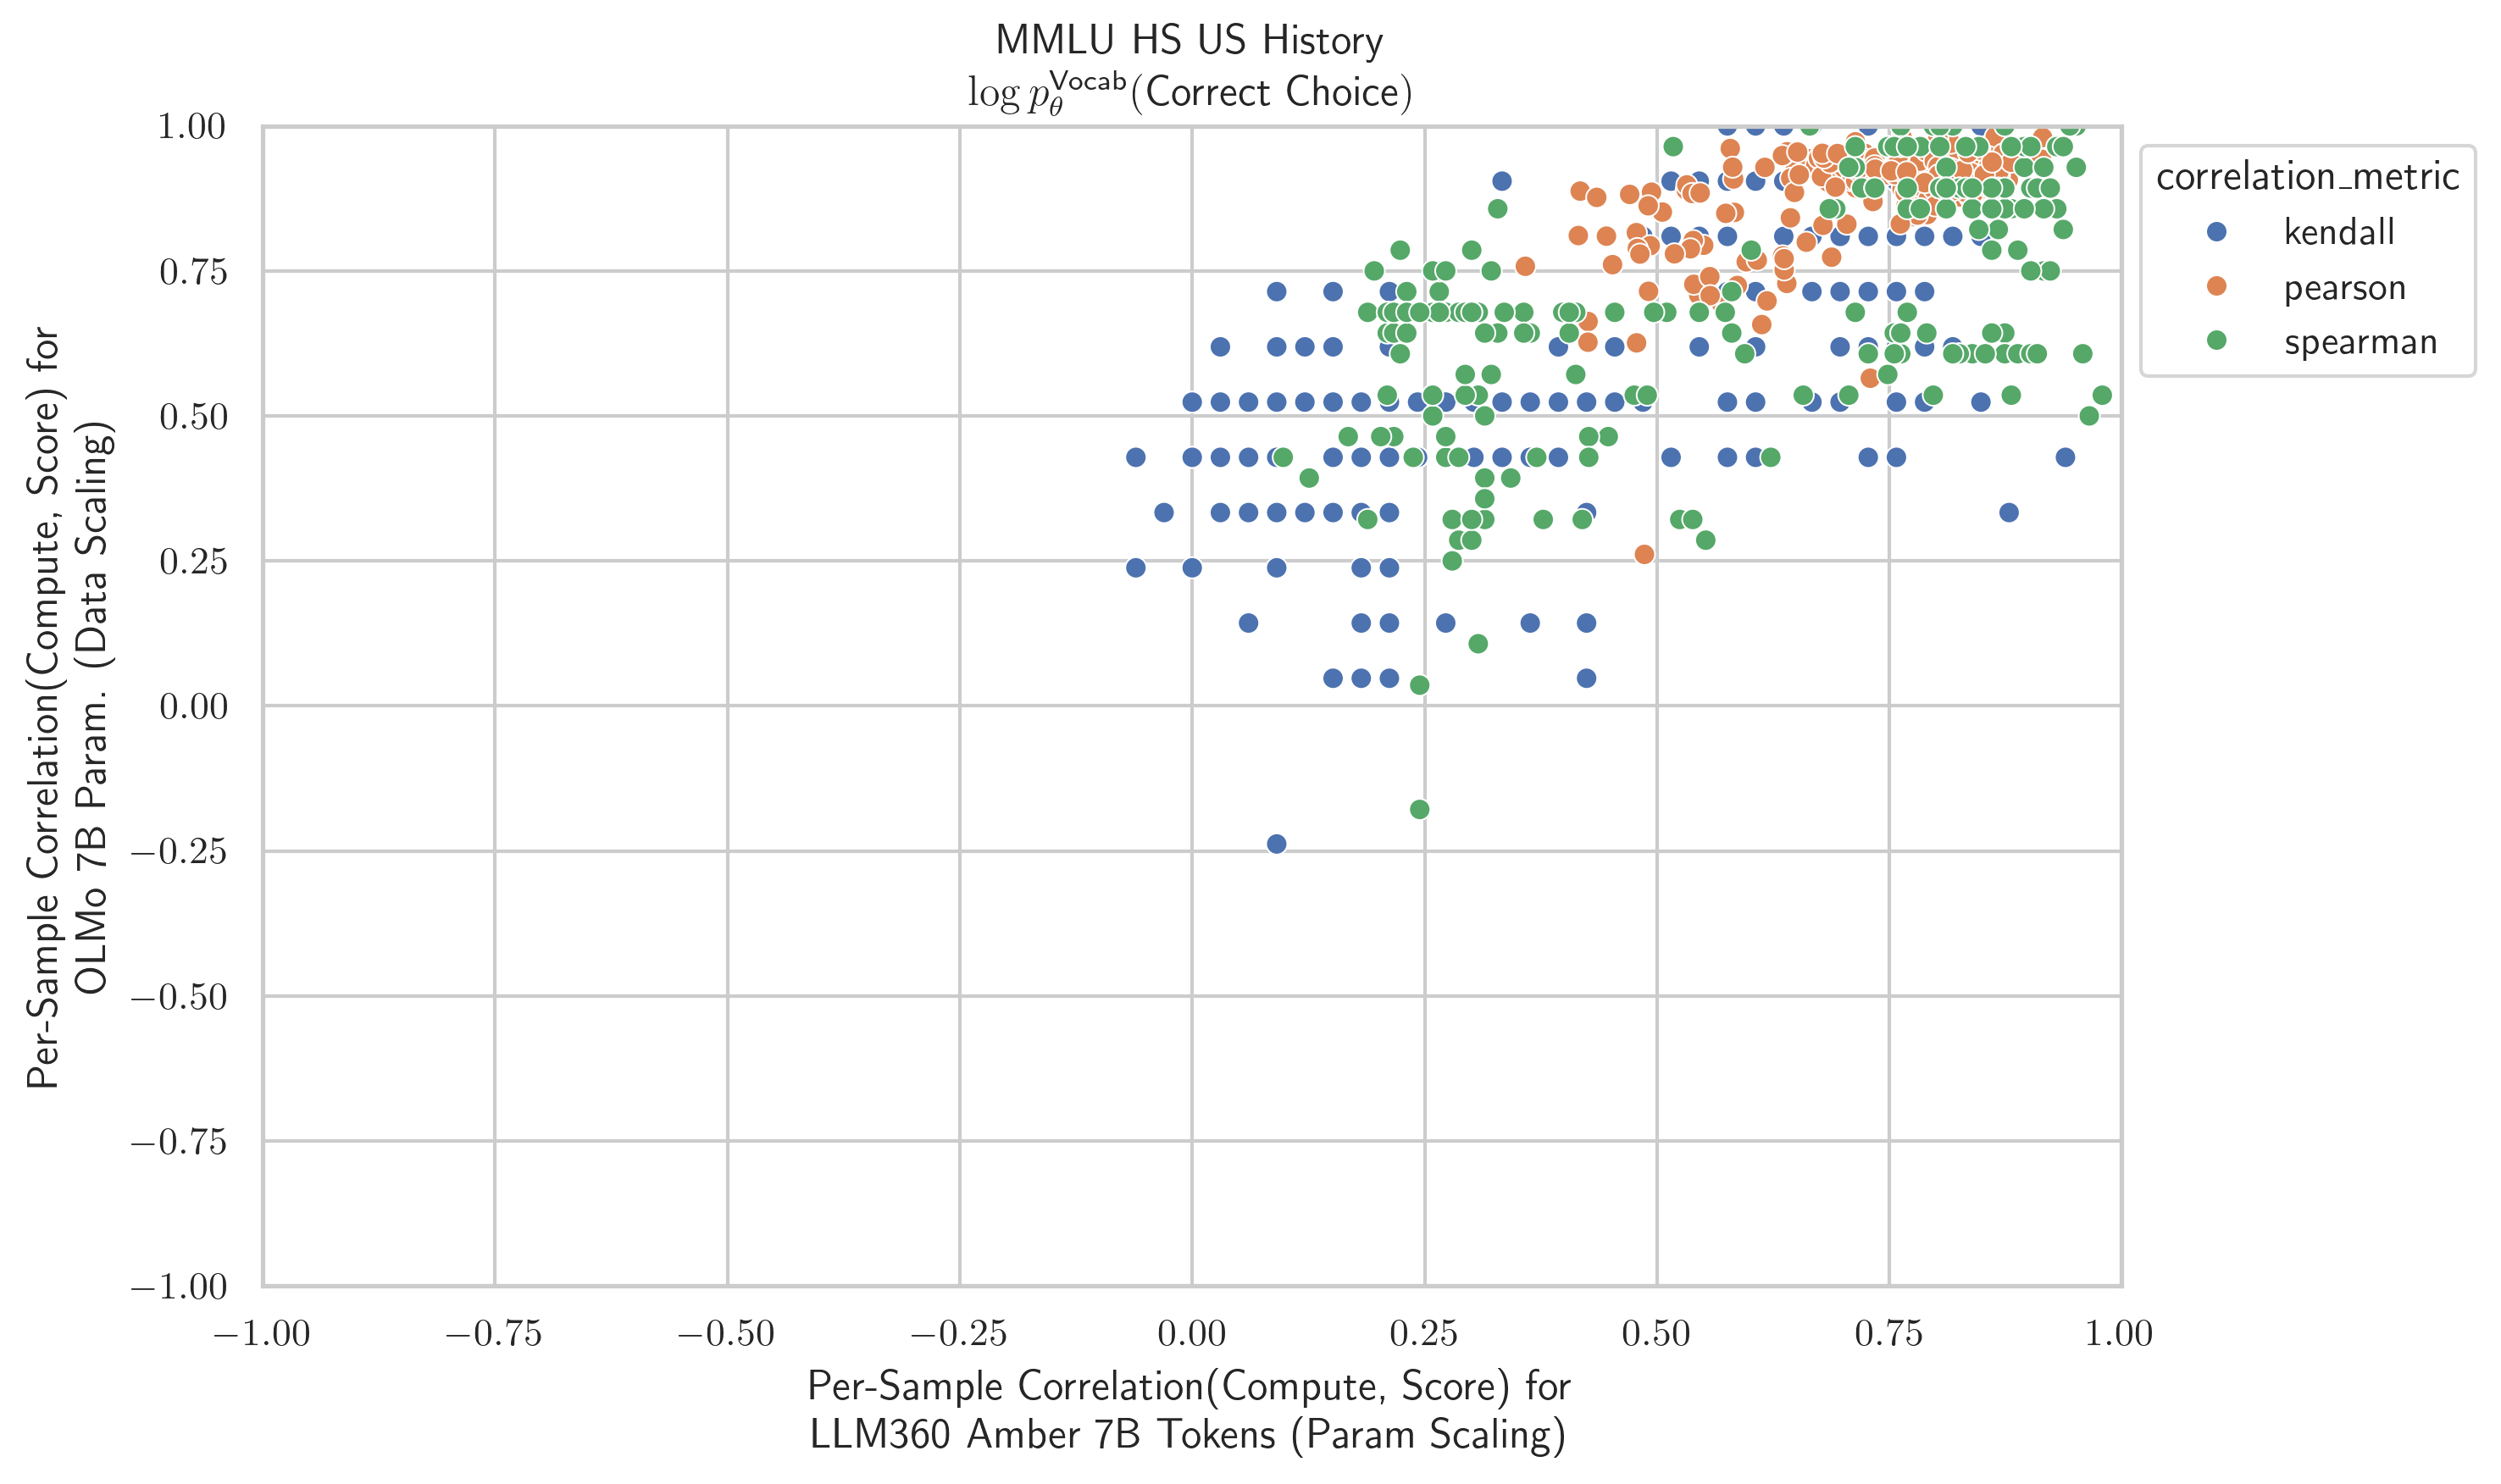 MMLU HS US History
log p_θ^Vocab(Correct Choice)
1.00
0.75
0.50
0.25
0.00
−0.25
−0.50
−0.75
−1.00
Per-Sample Correlation(Compute, Score) for
OLMo 7B Param. (Data Scaling)
−1.00 −0.75 −0.50 −0.25 0.00 0.25 0.50 0.75 1.00
Per-Sample Correlation(Compute, Score) for
LLM360 Amber 7B Tokens (Param Scaling)
correlation_metric
kendall
pearson
spearman